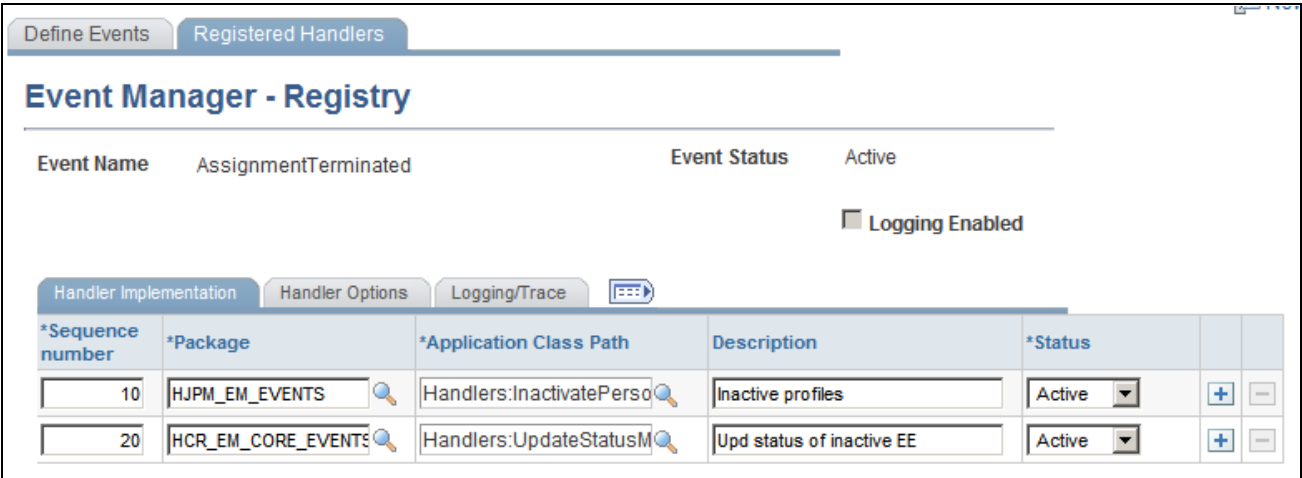 Define Events Registered Handlers
Event Manager - Registry
Event Name AssignmentTerminated Event Status Active
Logging Enabled
Handler Implementation Handler Options Logging/Trace
*Sequence number *Package *Application Class Path Description *Status
10 HJPM_EM_EVENTS Handlers:InactivatePerso Inactive profiles Active
20 HCR_EM_CORE_EVENTS Handlers:UpdateStatusM Upd status of inactive EE Active